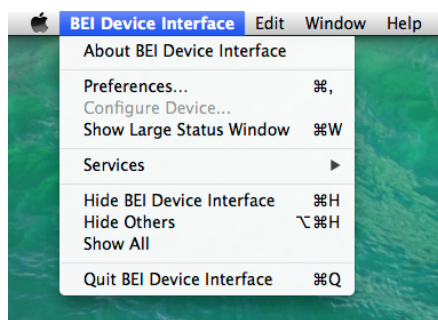 BEI Device Interface Edit Window Help
About BEI Device Interface
Preferences... ⌘,
Configure Device...
Show Large Status Window ⌘W
Services ▶
Hide BEI Device Interface ⌘H
Hide Others ⌥⌘H
Show All
Quit BEI Device Interface ⌘Q